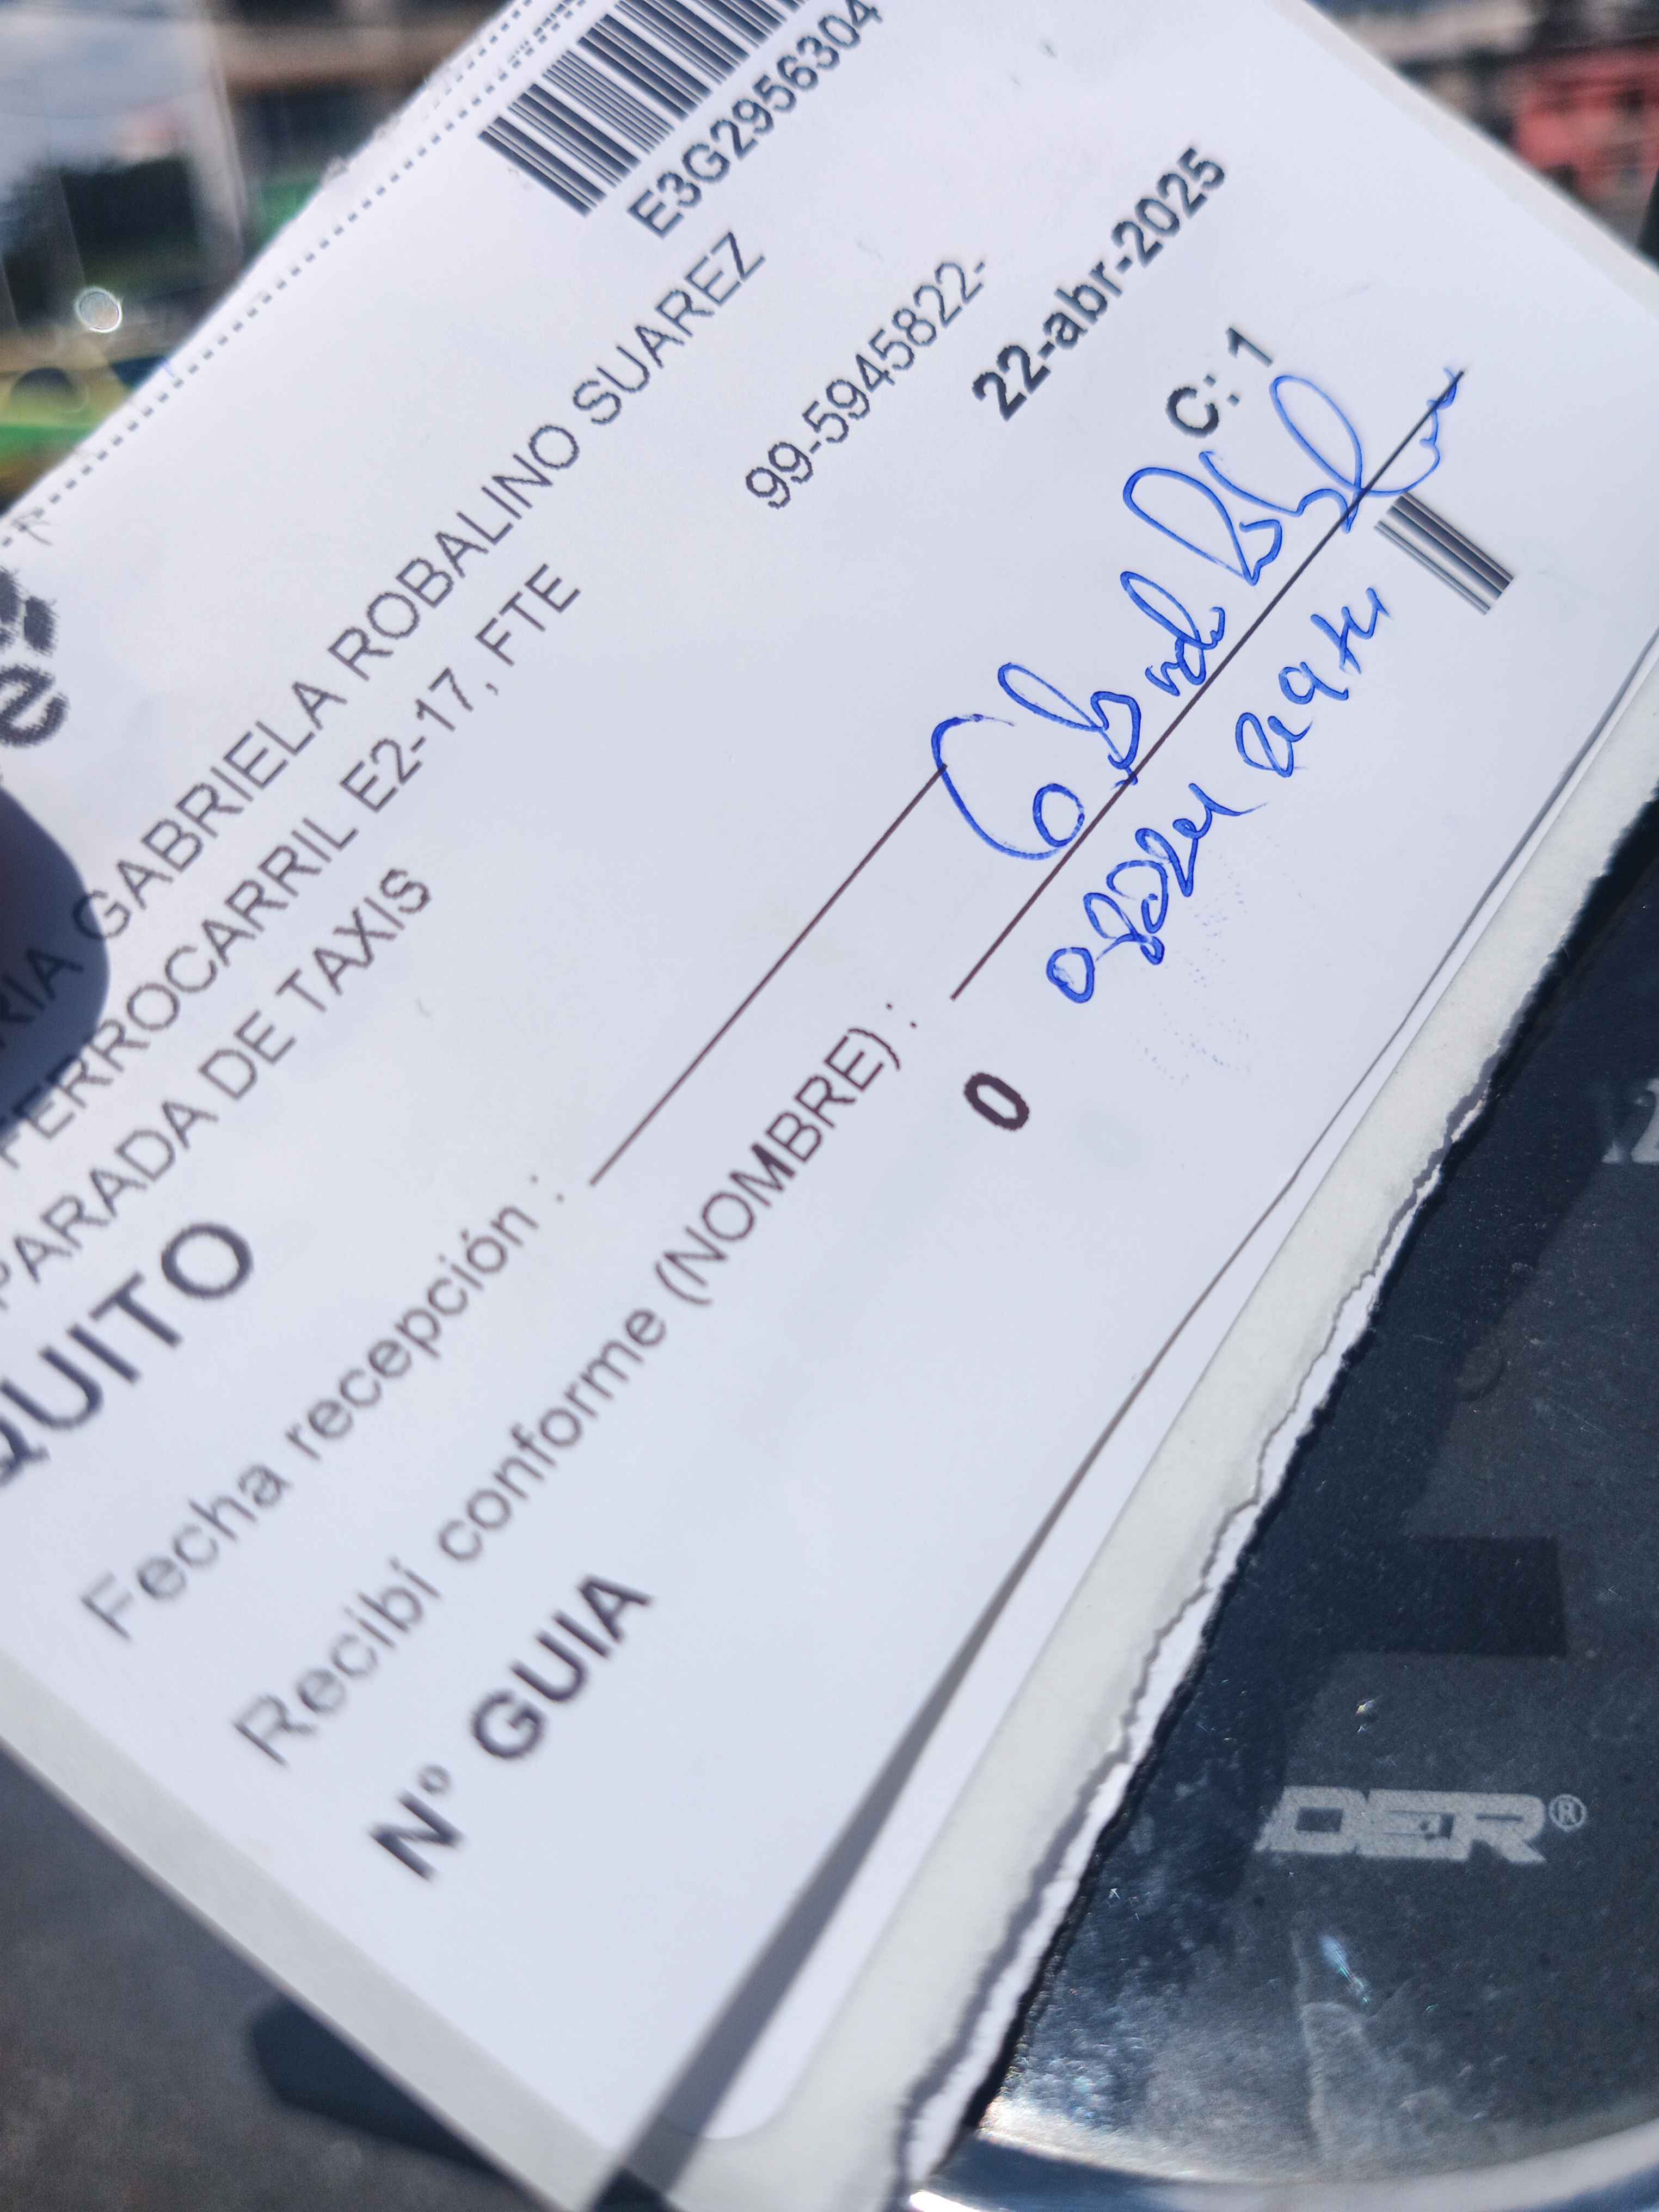 E3G2956304
RIA GABRIELA ROBALINO SUAREZ
FERROCARRIL E2-17, FTE
PARADA DE TAXIS
99-5945822-
QUITO
22-abr-2025
Fecha recepción :
C: 1
Recibí conforme (NOMBRE) :
Nº GUIA
0
DER®